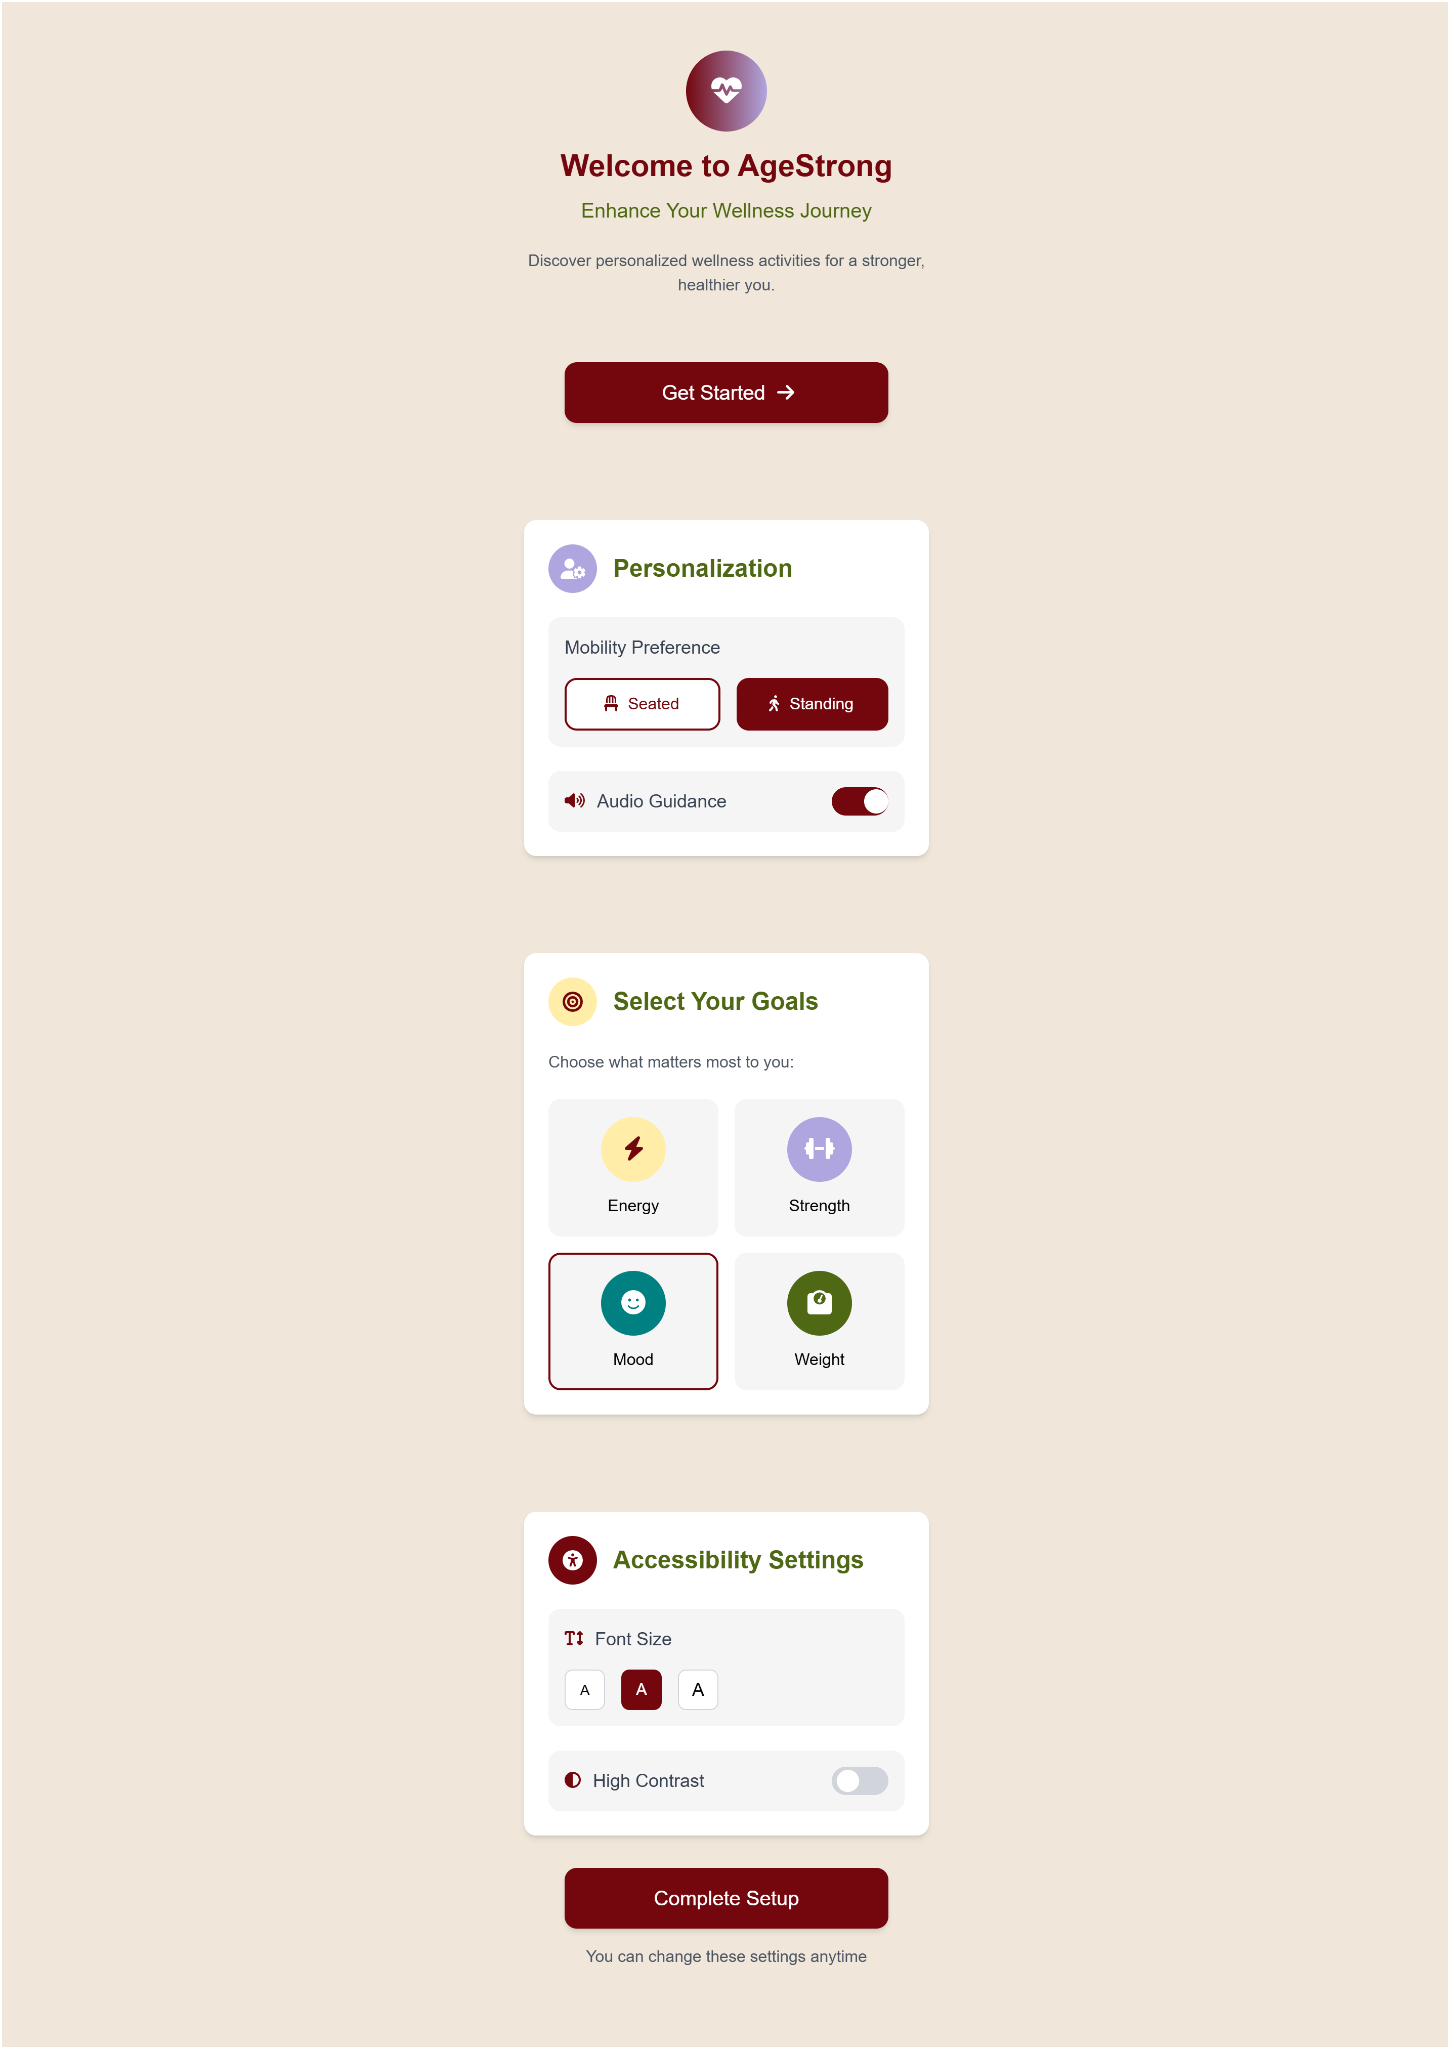 Welcome to AgeStrong
Enhance Your Wellness Journey
Discover personalized wellness activities for a stronger,
healthier you.
Get Started
Personalization
Mobility Preference
Seated
Standing
Audio Guidance
Select Your Goals
Choose what matters most to you:
Energy
Strength
Mood
Weight
Accessibility Settings
Font Size
A A A
High Contrast
Complete Setup
You can change these settings anytime